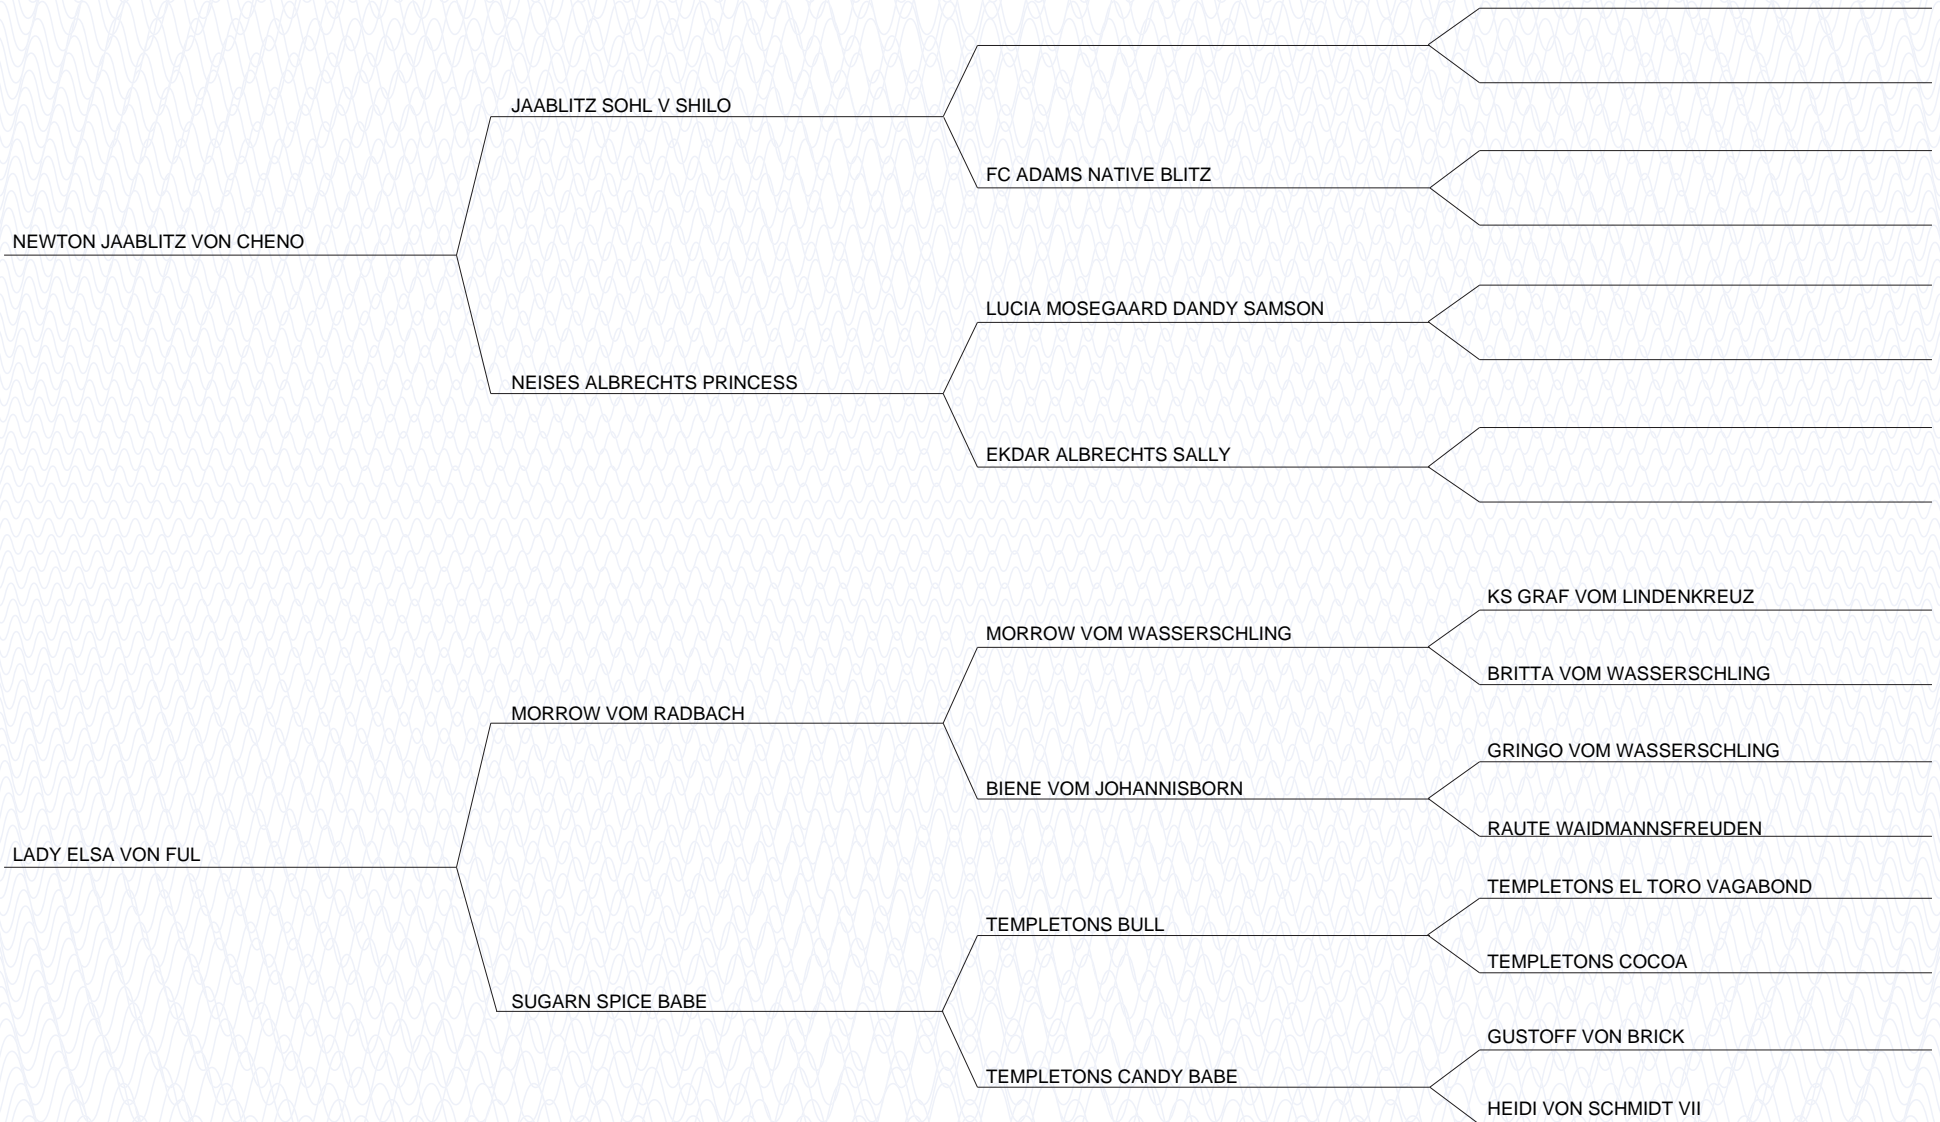 JAABLITZ SOHL V SHILO
FC ADAMS NATIVE BLITZ
NEWTON JAABLITZ VON CHENO
LUCIA MOSEGAARD DANDY SAMSON
NEISES ALBRECHTS PRINCESS
EKDAR ALBRECHTS SALLY
KS GRAF VOM LINDENKREUZ
MORROW VOM WASSERSCHLING
BRITTA VOM WASSERSCHLING
MORROW VOM RADBACH
GRINGO VOM WASSERSCHLING
BIENE VOM JOHANNISBORN
RAUTE WAIDMANNSFREUDEN
LADY ELSA VON FUL
TEMPLETONS EL TORO VAGABOND
TEMPLETONS BULL
TEMPLETONS COCOA
SUGARN SPICE BABE
GUSTOFF VON BRICK
TEMPLETONS CANDY BABE
HEIDI VON SCHMIDT VII